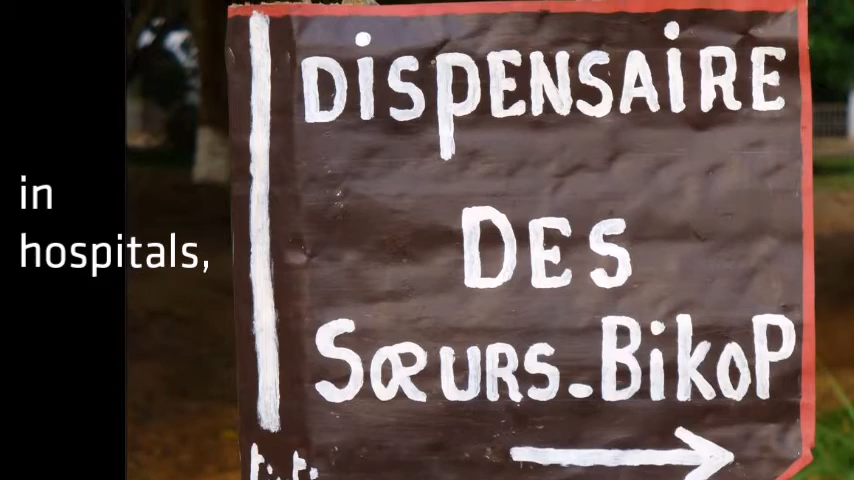 in
hospitals,
DiSPENSAiRE
DES
SŒURS-BikoP